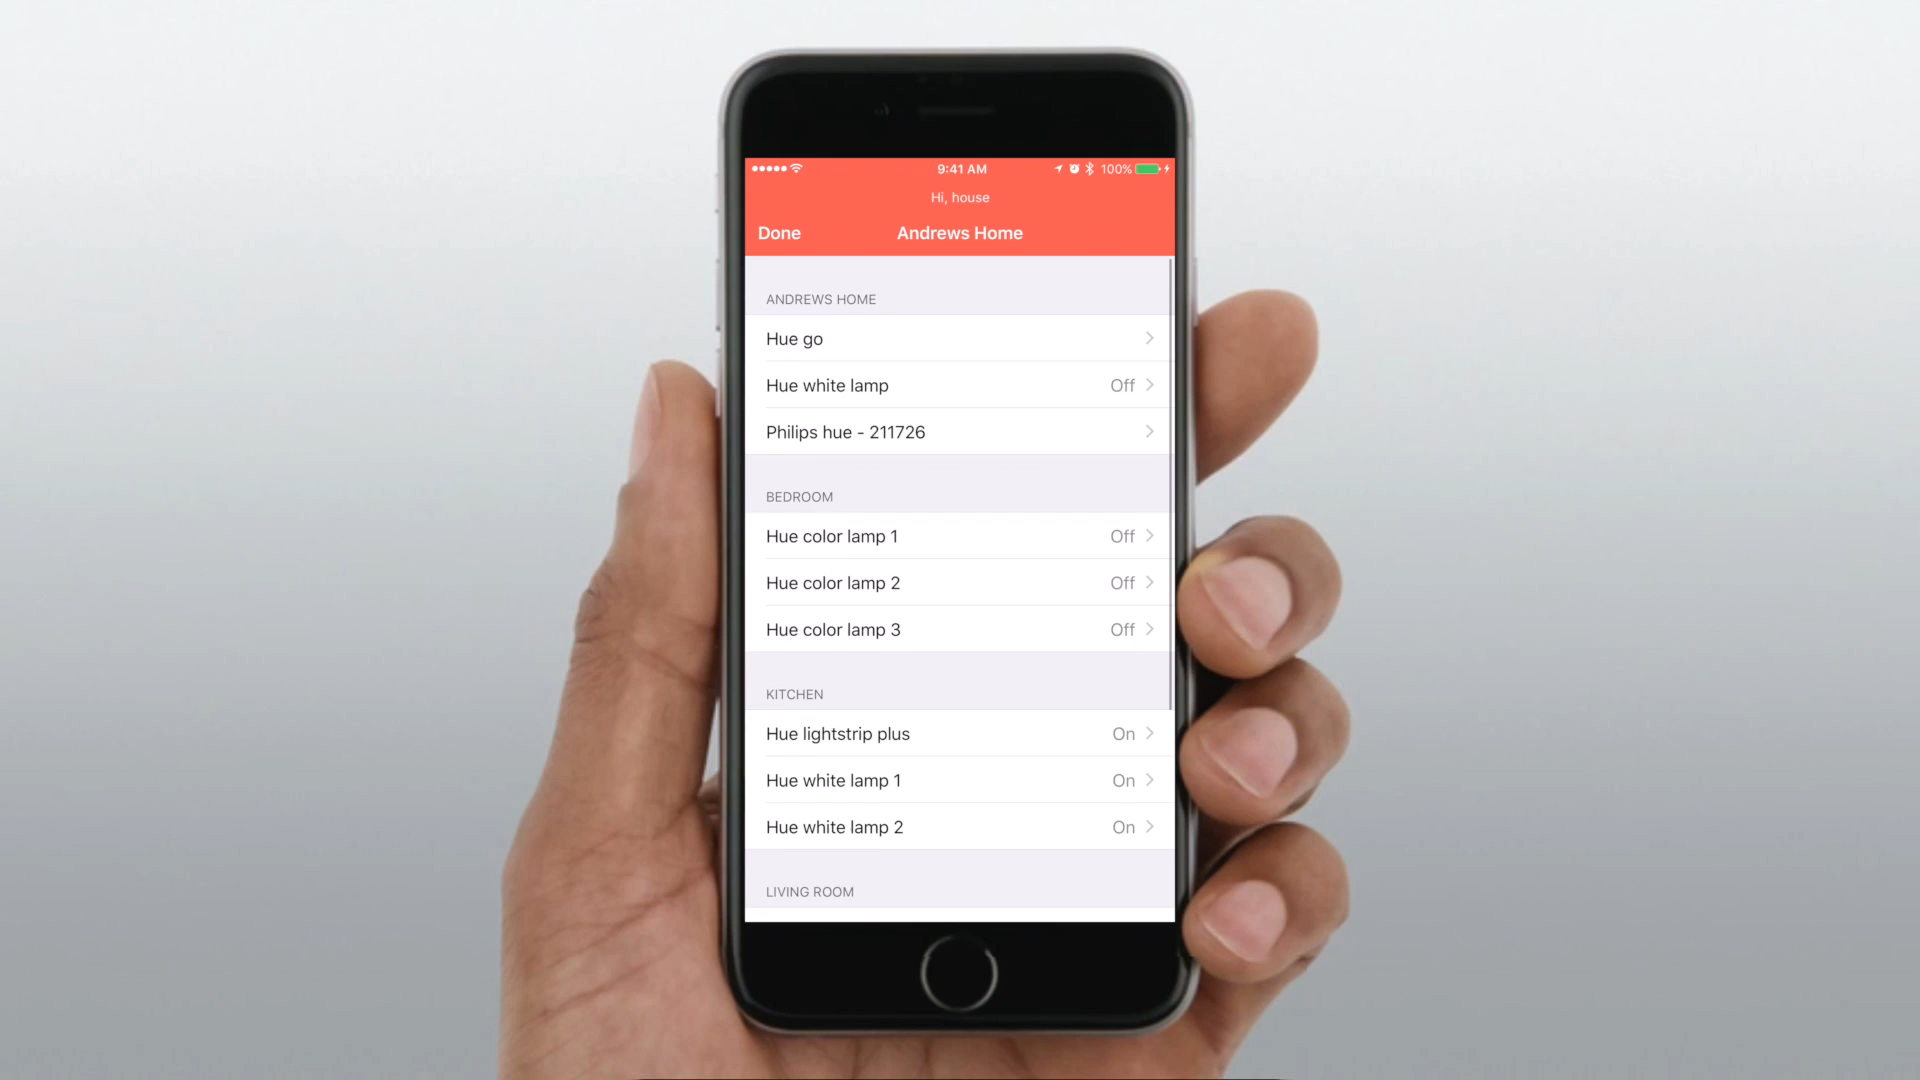 9:41 AM 100%
Hi, house
Done Andrews Home
ANDREWS HOME
Hue go
Hue white lamp Off
Philips hue - 211726
BEDROOM
Hue color lamp 1 Off
Hue color lamp 2 Off
Hue color lamp 3 Off
KITCHEN
Hue lightstrip plus On
Hue white lamp 1 On
Hue white lamp 2 On
LIVING ROOM